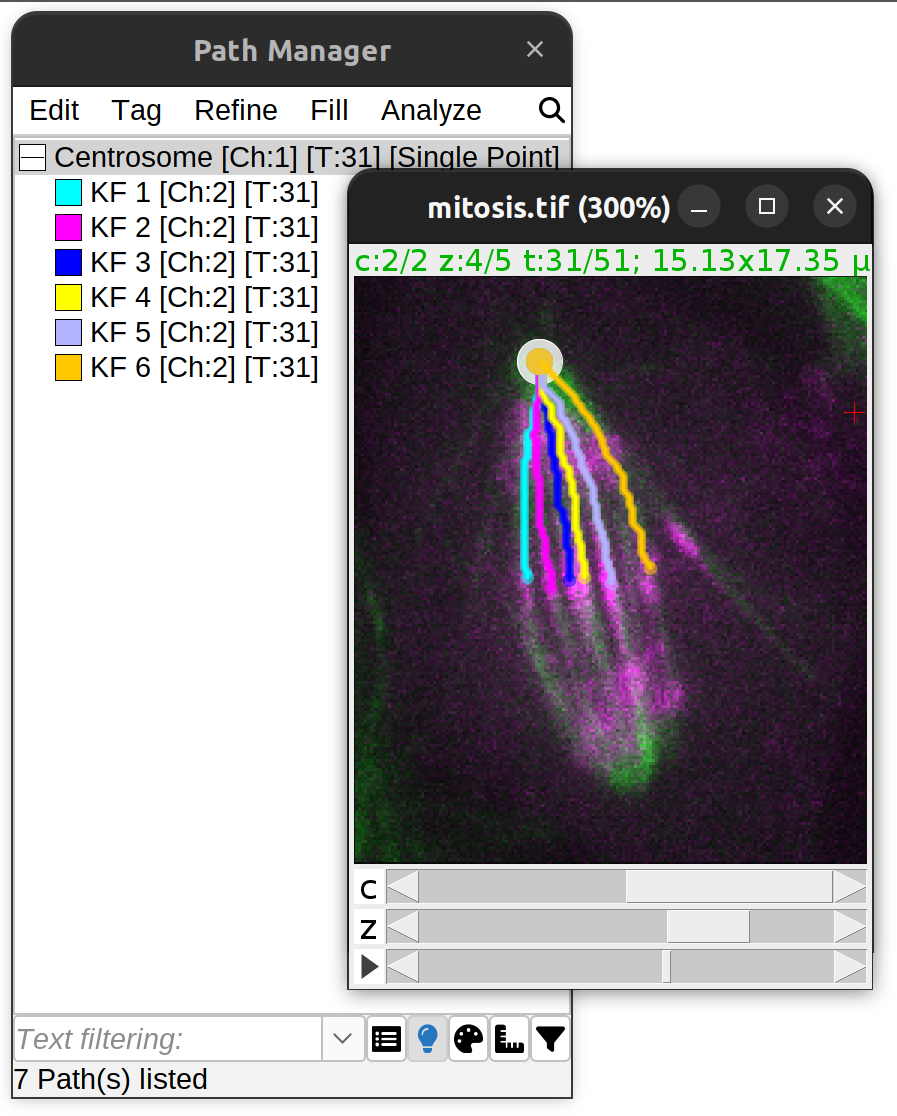 Path Manager
Edit Tag Refine Fill Analyze
Centrosome [Ch:1] [T:31] [Single Point]
KF 1 [Ch:2] [T:31]
KF 2 [Ch:2] [T:31]
KF 3 [Ch:2] [T:31]
KF 4 [Ch:2] [T:31]
KF 5 [Ch:2] [T:31]
KF 6 [Ch:2] [T:31]
mitosis.tif (300%)
c:2/2 z:4/5 t:31/51; 15.13x17.35 µ
c
z
Text filtering:
7 Path(s) listed